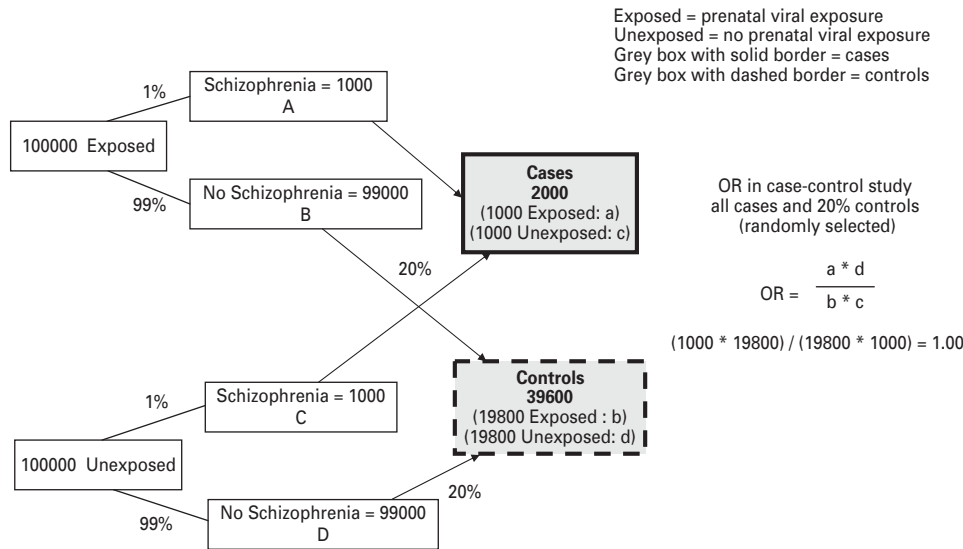 Exposed = prenatal viral exposure
Unexposed = no prenatal viral exposure
Grey box with solid border = cases
Grey box with dashed border = controls
1%
Schizophrenia = 1000
A
100000 Exposed
99%
No Schizophrenia = 99000
B
Cases
2000
(1000 Exposed: a)
(1000 Unexposed: c)
20%
OR in case-control study
all cases and 20% controls
(randomly selected)
OR = a * d
b * c
(1000 * 19800) / (19800 * 1000) = 1.00
Controls
39600
(19800 Exposed : b)
(19800 Unexposed: d)
1%
Schizophrenia = 1000
C
100000 Unexposed
99%
No Schizophrenia = 99000
D
20%